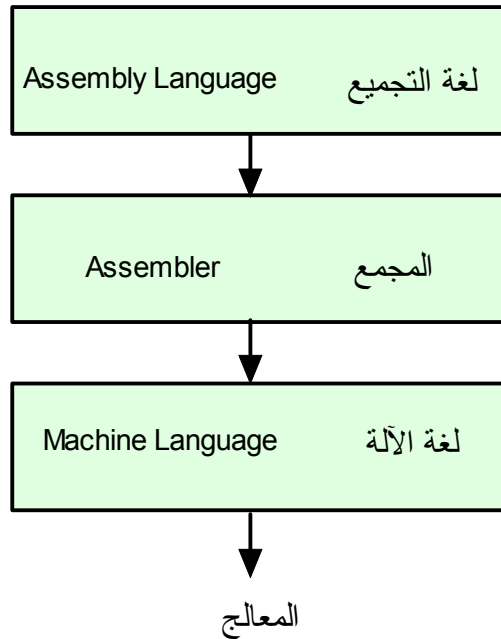 Assembly Language لغة التجميع
Assembler المجمع
Machine Language لغة الآلة
المعالج